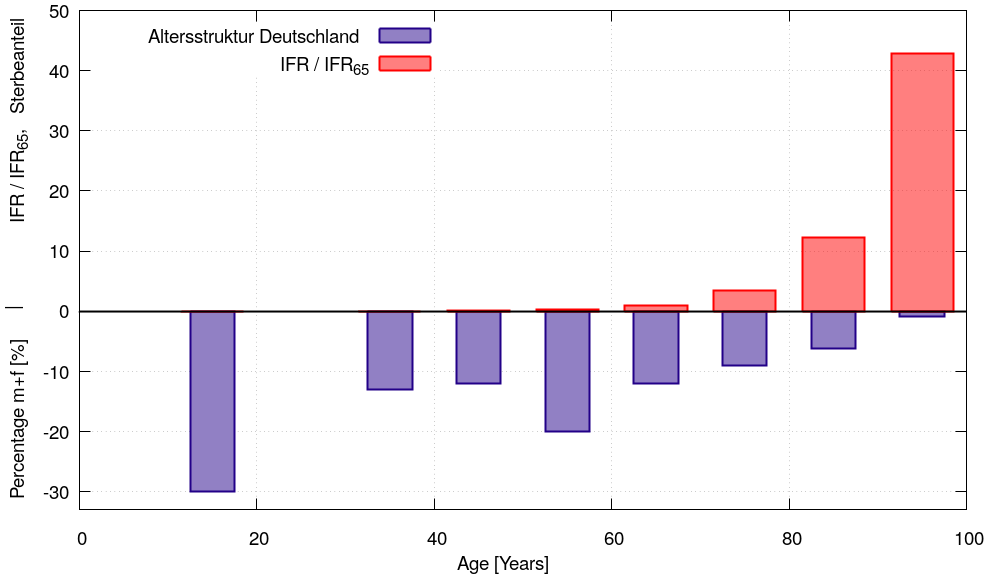 Altersstruktur Deutschland
IFR / IFR65
50
40
30
20
10
0
-10
-20
-30
0 20 40 60 80 100
Age [Years]
Percentage m+f [%] | IFR / IFR65, Sterbeanteil